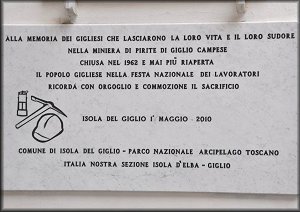 ALLA MEMORIA DEI GIGLIESI CHE LASCIARONO LA LORO VITA E IL LORO SUDORE
NELLA MINIERA DI PIRITE DI GIGLIO CAMPESE
CHIUSA NEL 1962 E MAI PIÙ RIAPERTA
IL POPOLO GIGLIESE NELLA FESTA NAZIONALE DEI LAVORATORI
RICORDA CON ORGOGLIO E COMMOZIONE IL SACRIFICIO
ISOLA DEL GIGLIO 1° MAGGIO - 2010
COMUNE DI ISOLA DEL GIGLIO - PARCO NAZIONALE ARCIPELAGO TOSCANO
ITALIA NOSTRA SEZIONE ISOLA D'ELBA - GIGLIO